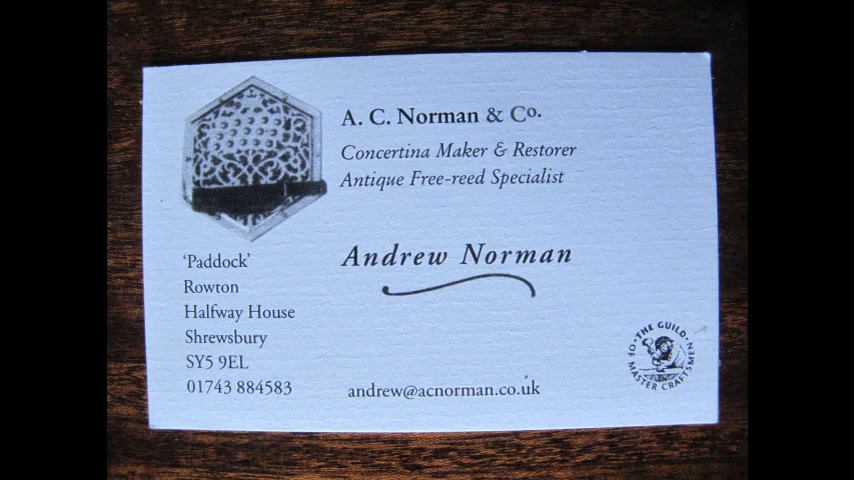 A. C. Norman & Co.
Concertina Maker & Restorer
Antique Free-reed Specialist
Andrew Norman
‘Paddock’
Rowton
Halfway House
Shrewsbury
SY5 9EL
01743 884583
andrew@acnorman.co.uk
·THE GUILD·
OF MASTER CRAFTSMEN